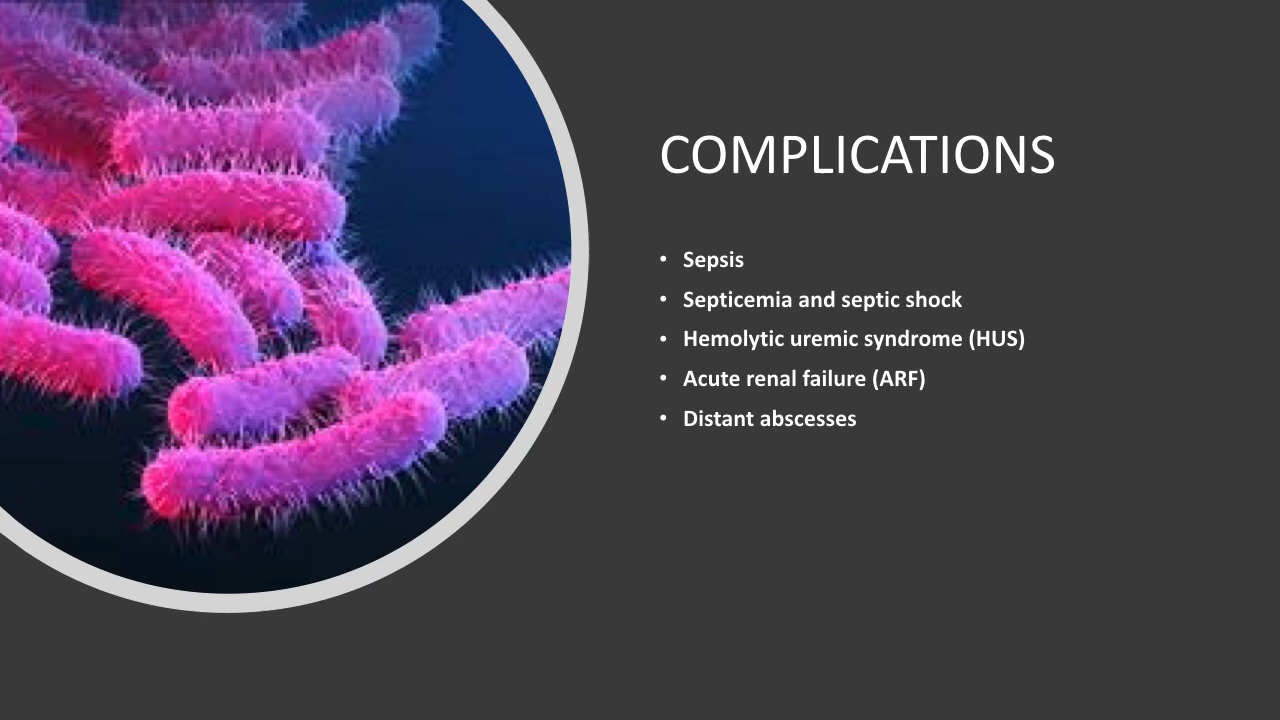 COMPLICATIONS
• Sepsis
• Septicemia and septic shock
• Hemolytic uremic syndrome (HUS)
• Acute renal failure (ARF)
• Distant abscesses